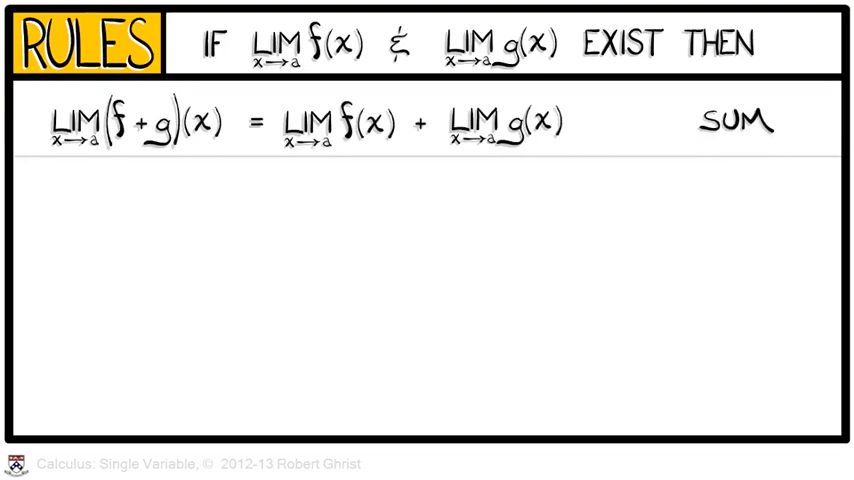 RULES IF LIM x→a f(x) & LIM x→a g(x) EXIST THEN
LIM x→a (f + g)(x) = LIM x→a f(x) + LIM x→a g(x) SUM
Calculus: Single Variable, © 2012-13 Robert Ghrist